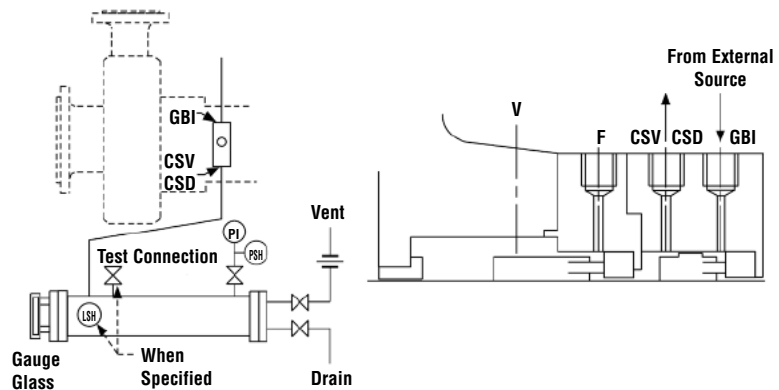 GBI
CSV
CSD
PI
PSH
Test Connection
Vent
LSH
Gauge
Glass
When
Specified
Drain
From External
Source
V
F
CSV CSD
GBI